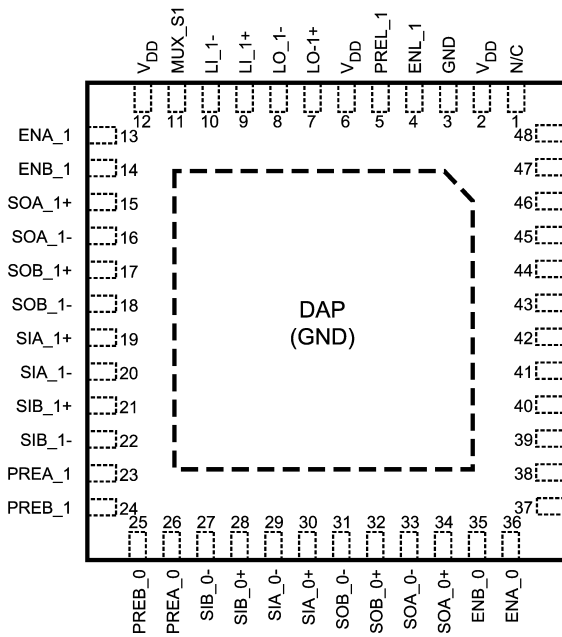 VDD
MUX_S1
LI_1-
LI_1+
LO_1-
LO-1+
VDD
PREL_1
ENL_1
GND
VDD
N/C
12
11
10
9
8
7
6
5
4
3
2
1
ENA_1 13
ENB_1 14
SOA_1+ 15
SOA_1- 16
SOB_1+ 17
SOB_1- 18
SIA_1+ 19
SIA_1- 20
SIB_1+ 21
SIB_1- 22
PREA_1 23
PREB_1 24
48
47
46
45
44
43
42
41
40
39
38
37
DAP
(GND)
25
26
27
28
29
30
31
32
33
34
35
36
PREB_0
PREA_0
SIB_0-
SIB_0+
SIA_0-
SIA_0+
SOB_0-
SOB_0+
SOA_0-
SOA_0+
ENB_0
ENA_0